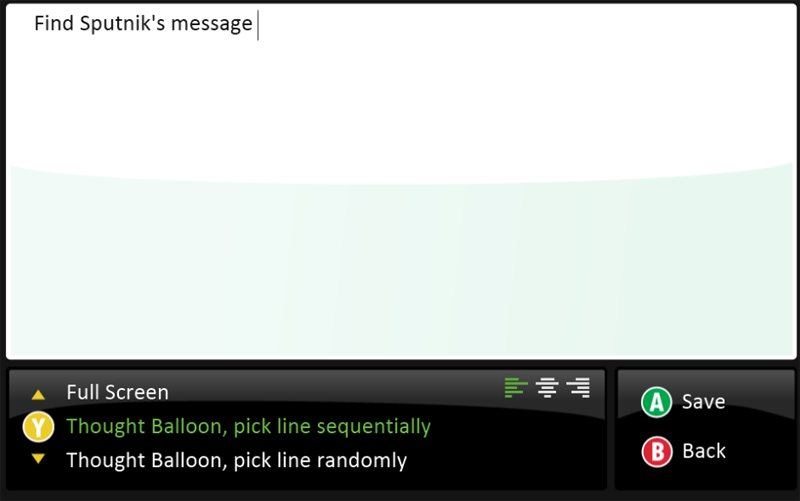 Find Sputnik's message
Full Screen
Y Thought Balloon, pick line sequentially
Thought Balloon, pick line randomly
A Save
B Back